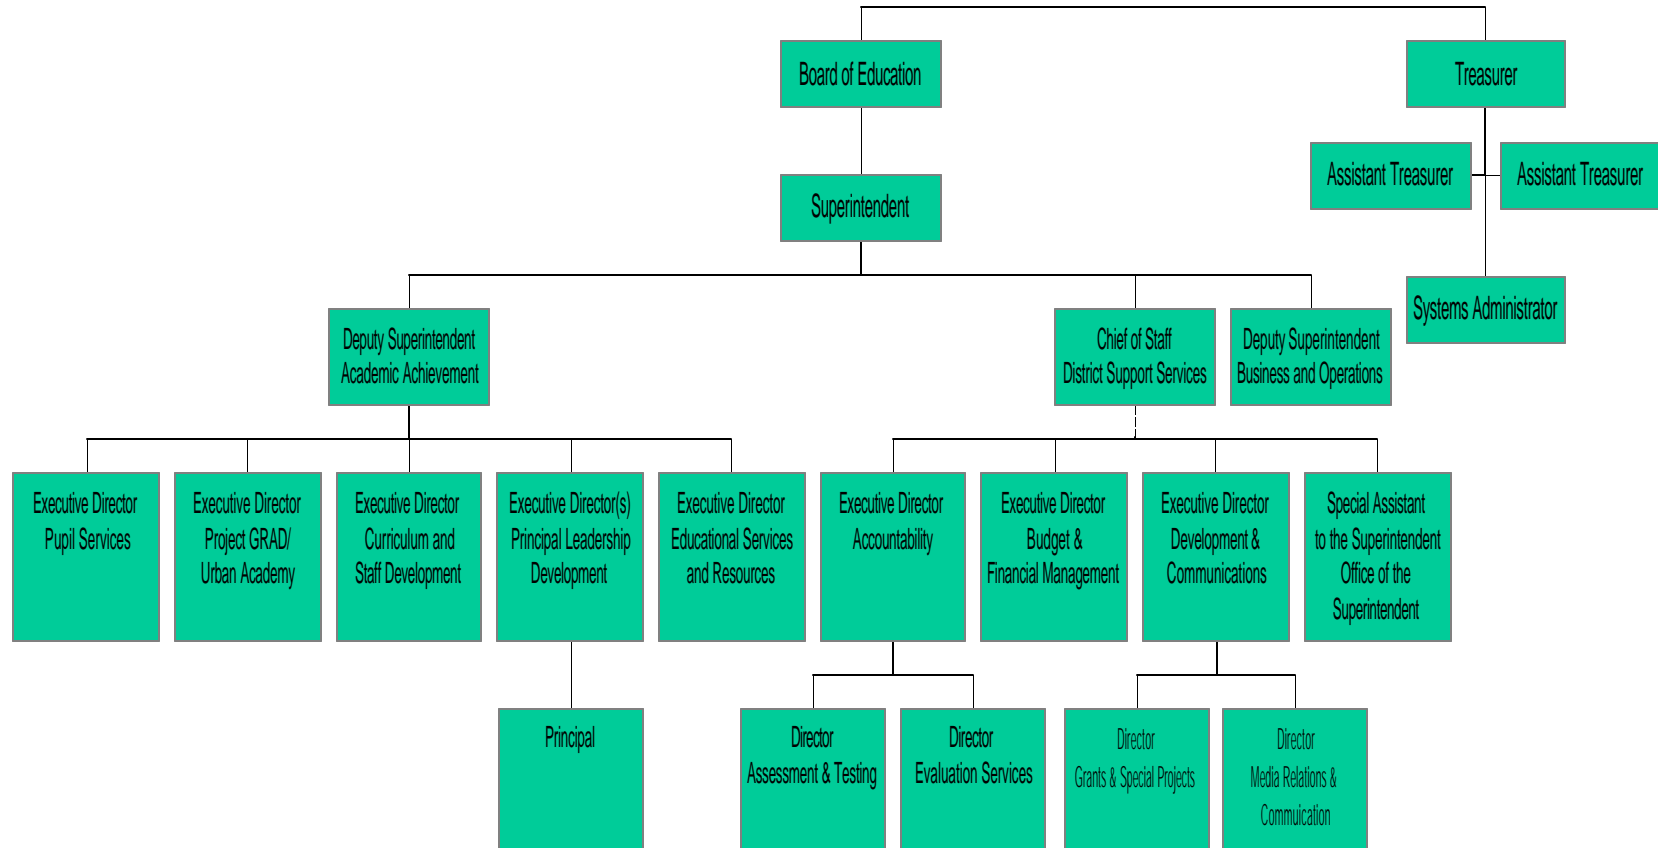 Board of Education
Treasurer
Assistant Treasurer
Assistant Treasurer
Superintendent
Systems Administrator
Deputy Superintendent
Academic Achievement
Chief of Staff
District Support Services
Deputy Superintendent
Business and Operations
Executive Director
Pupil Services
Executive Director
Project GRAD/
Urban Academy
Executive Director
Curriculum and
Staff Development
Executive Director(s)
Principal Leadership
Development
Executive Director
Educational Services
and Resources
Executive Director
Accountability
Executive Director
Budget &
Financial Management
Executive Director
Development &
Communications
Special Assistant
to the Superintendent
Office of the
Superintendent
Principal
Director
Assessment & Testing
Director
Evaluation Services
Director
Grants & Special Projects
Director
Media Relations &
Commuication